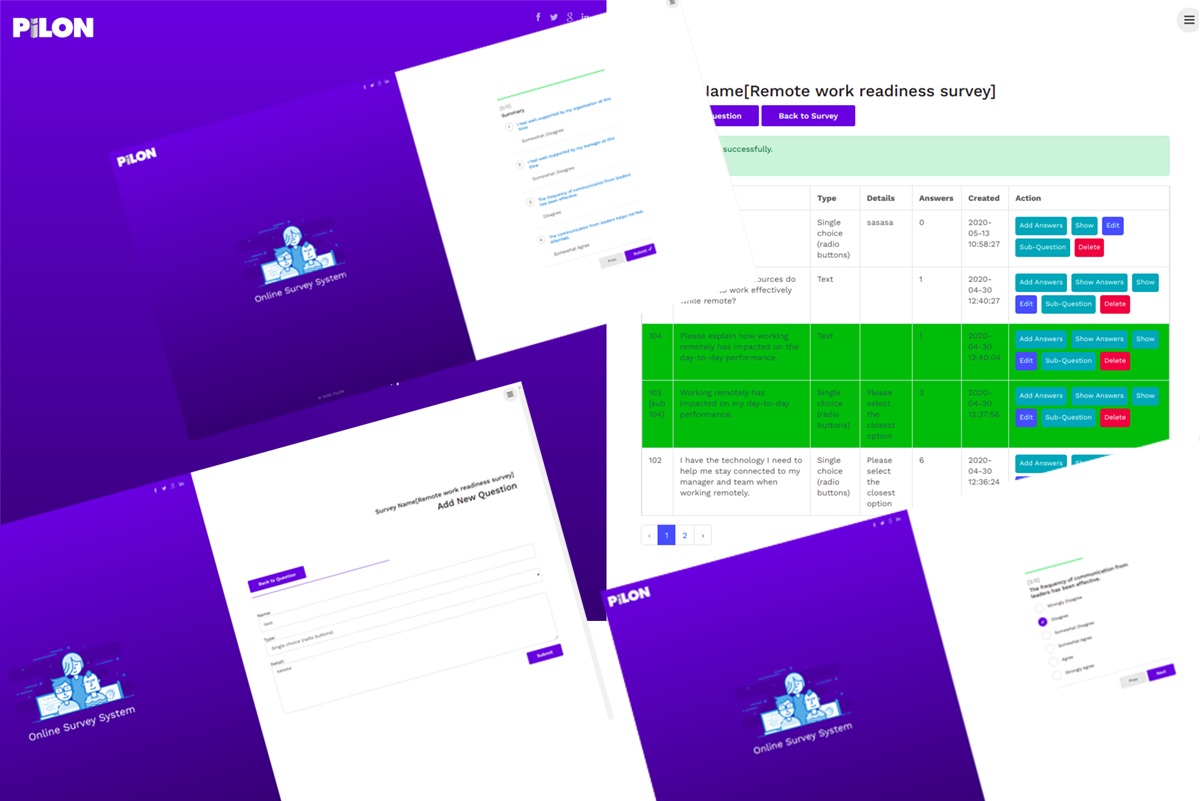 PiLON
PiLON
Online Survey System
© 2020 PiLON
[5/5]
Summary
I feel well-supported by my organization at this
time
Somewhat Disagree
I feel well-supported by my manager at this
time
Somewhat Disagree
The frequency of communication from leaders
has been effective.
Disagree
The communication from leaders helps me feel
informed.
Somewhat Agree
Prev
Submit
Name[Remote work readiness survey]
uestion
Back to Survey
successfully.
Type
Details
Answers
Created
Action
Single
choice
(radio
buttons)
sasasa
0
2020-
05-13
10:58:27
Add Answers
Show
Edit
Sub-Question
Delete
ources do
to work effectively
while remote?
Text
1
2020-
04-30
12:40:27
Add Answers
Show Answers
Show
Edit
Sub-Question
Delete
104
Please explain how working
remotely has impacted on the
day-to-day performance.
Text
1
2020-
04-30
12:40:04
Add Answers
Show Answers
Show
Edit
Sub-Question
Delete
103
[sub
104]
Working remotely has
impacted on my day-to-day
performance.
Single
choice
(radio
buttons)
Please
select
the
closest
option
7
2020-
04-30
12:37:58
Add Answers
Show Answers
Show
Edit
Sub-Question
Delete
102
I have the technology I need to
help me stay connected to my
manager and team when
working remotely.
Single
choice
(radio
buttons)
Please
select
the
closest
option
6
2020-
04-30
12:36:24
Add Answers
‹ 1 2 ›
Online Survey System
Survey Name[Remote work readiness survey]
Add New Question
Back to Question
Name:
test
Type:
Single choice (radio buttons)
Detail:
sasasa
Submit
PiLON
Online Survey System
The frequency of communication from
leaders has been effective.
Strongly Disagree
Disagree
Somewhat Disagree
Somewhat Agree
Agree
Strongly Agree
Prev
Next